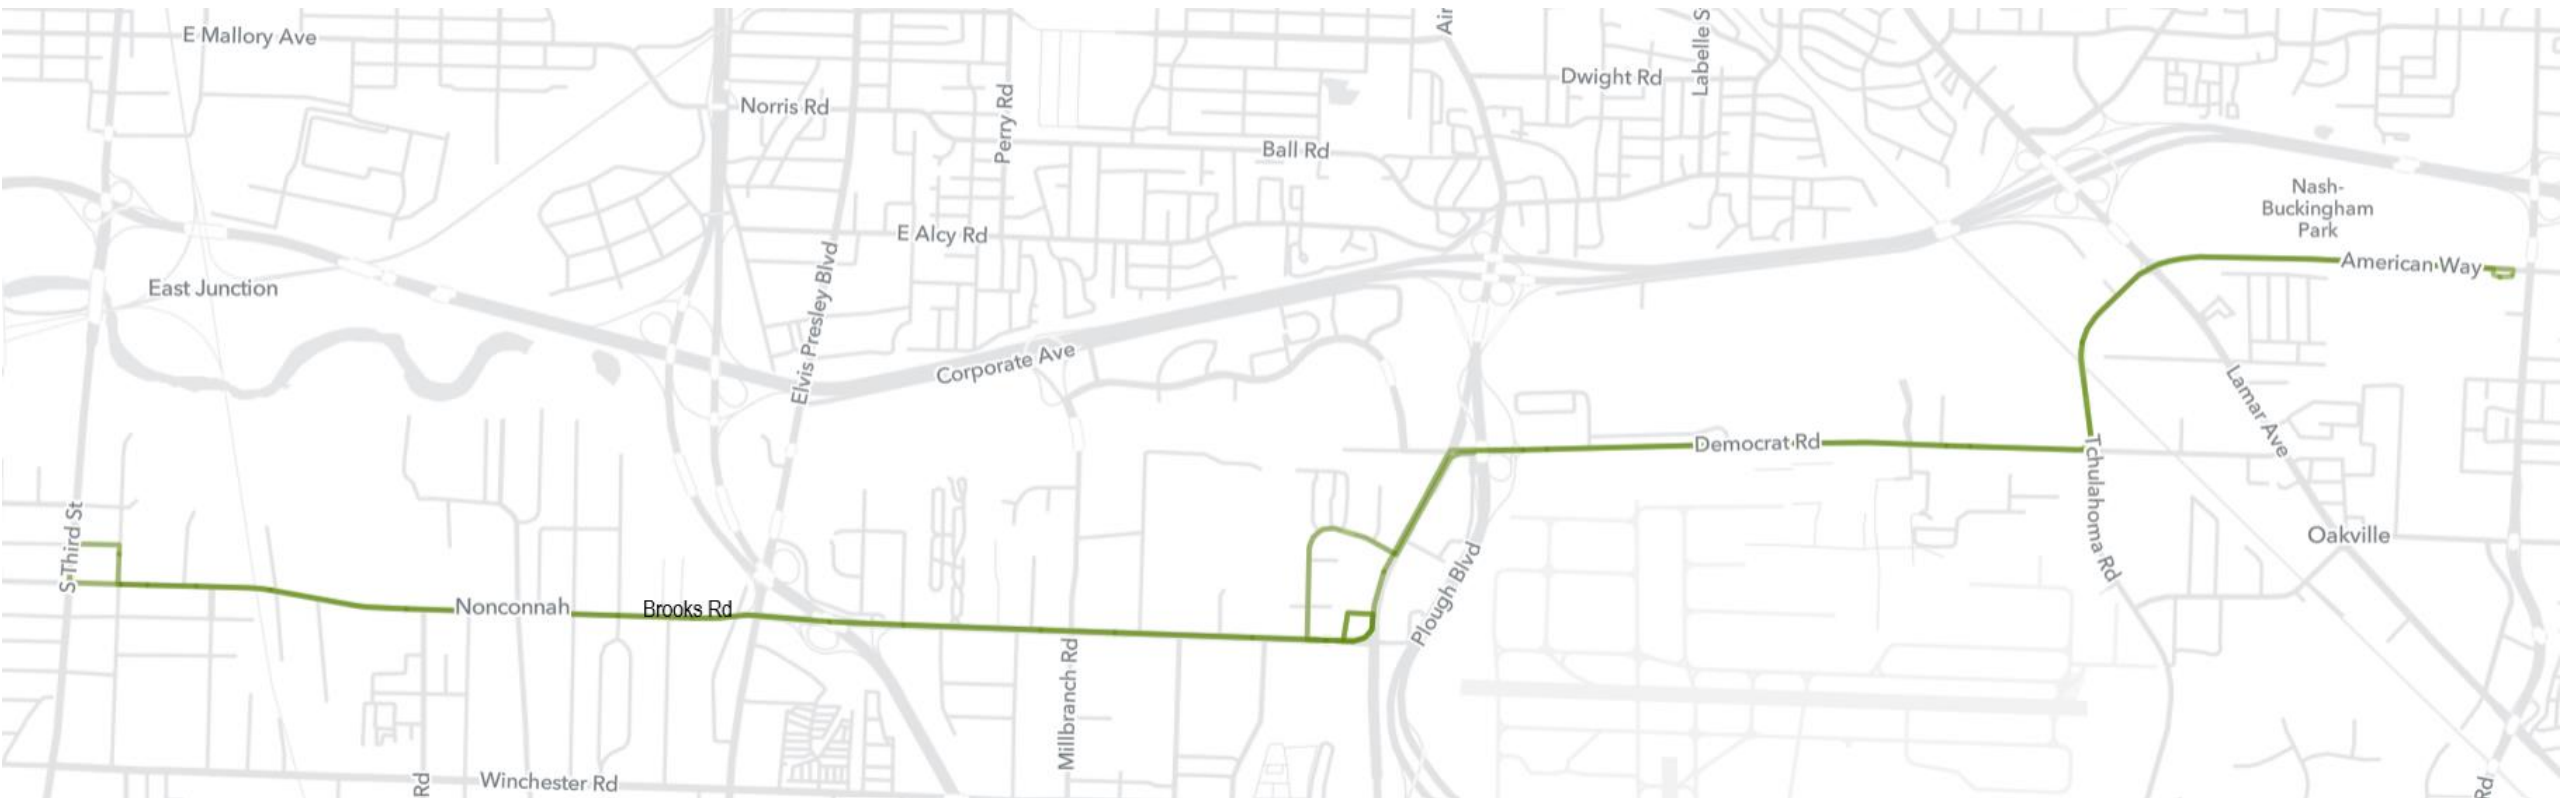 E Mallory Ave
Air
Labelle S
Dwight Rd
Norris Rd
Perry Rd
Ball Rd
Nash-
Buckingham
Park
E Alcy Rd
American Way
East Junction
Elvis Presley Blvd
Corporate Ave
Lamar Ave
Democrat Rd
Tchulahoma Rd
S Third St
Oakville
Plough Blvd
Nonconnah
Brooks Rd
Millbranch Rd
Winchester Rd
Rd
Rd